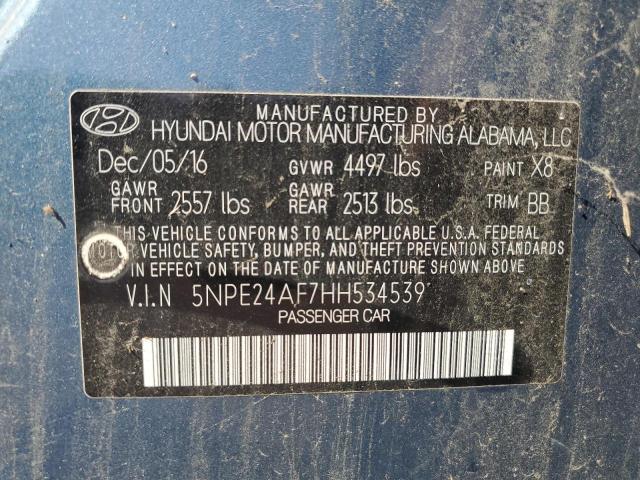 MANUFACTURED BY
HYUNDAI MOTOR MANUFACTURING ALABAMA, LLC
Dec/05/16 GVWR 4497 lbs PAINT X8
GAWR FRONT 2557 lbs GAWR REAR 2513 lbs TRIM BB
THIS VEHICLE CONFORMS TO ALL APPLICABLE U.S.A. FEDERAL
MOTOR VEHICLE SAFETY, BUMPER, AND THEFT PREVENTION STANDARDS
IN EFFECT ON THE DATE OF MANUFACTURE SHOWN ABOVE
V.I.N 5NPE24AF7HH534539
PASSENGER CAR